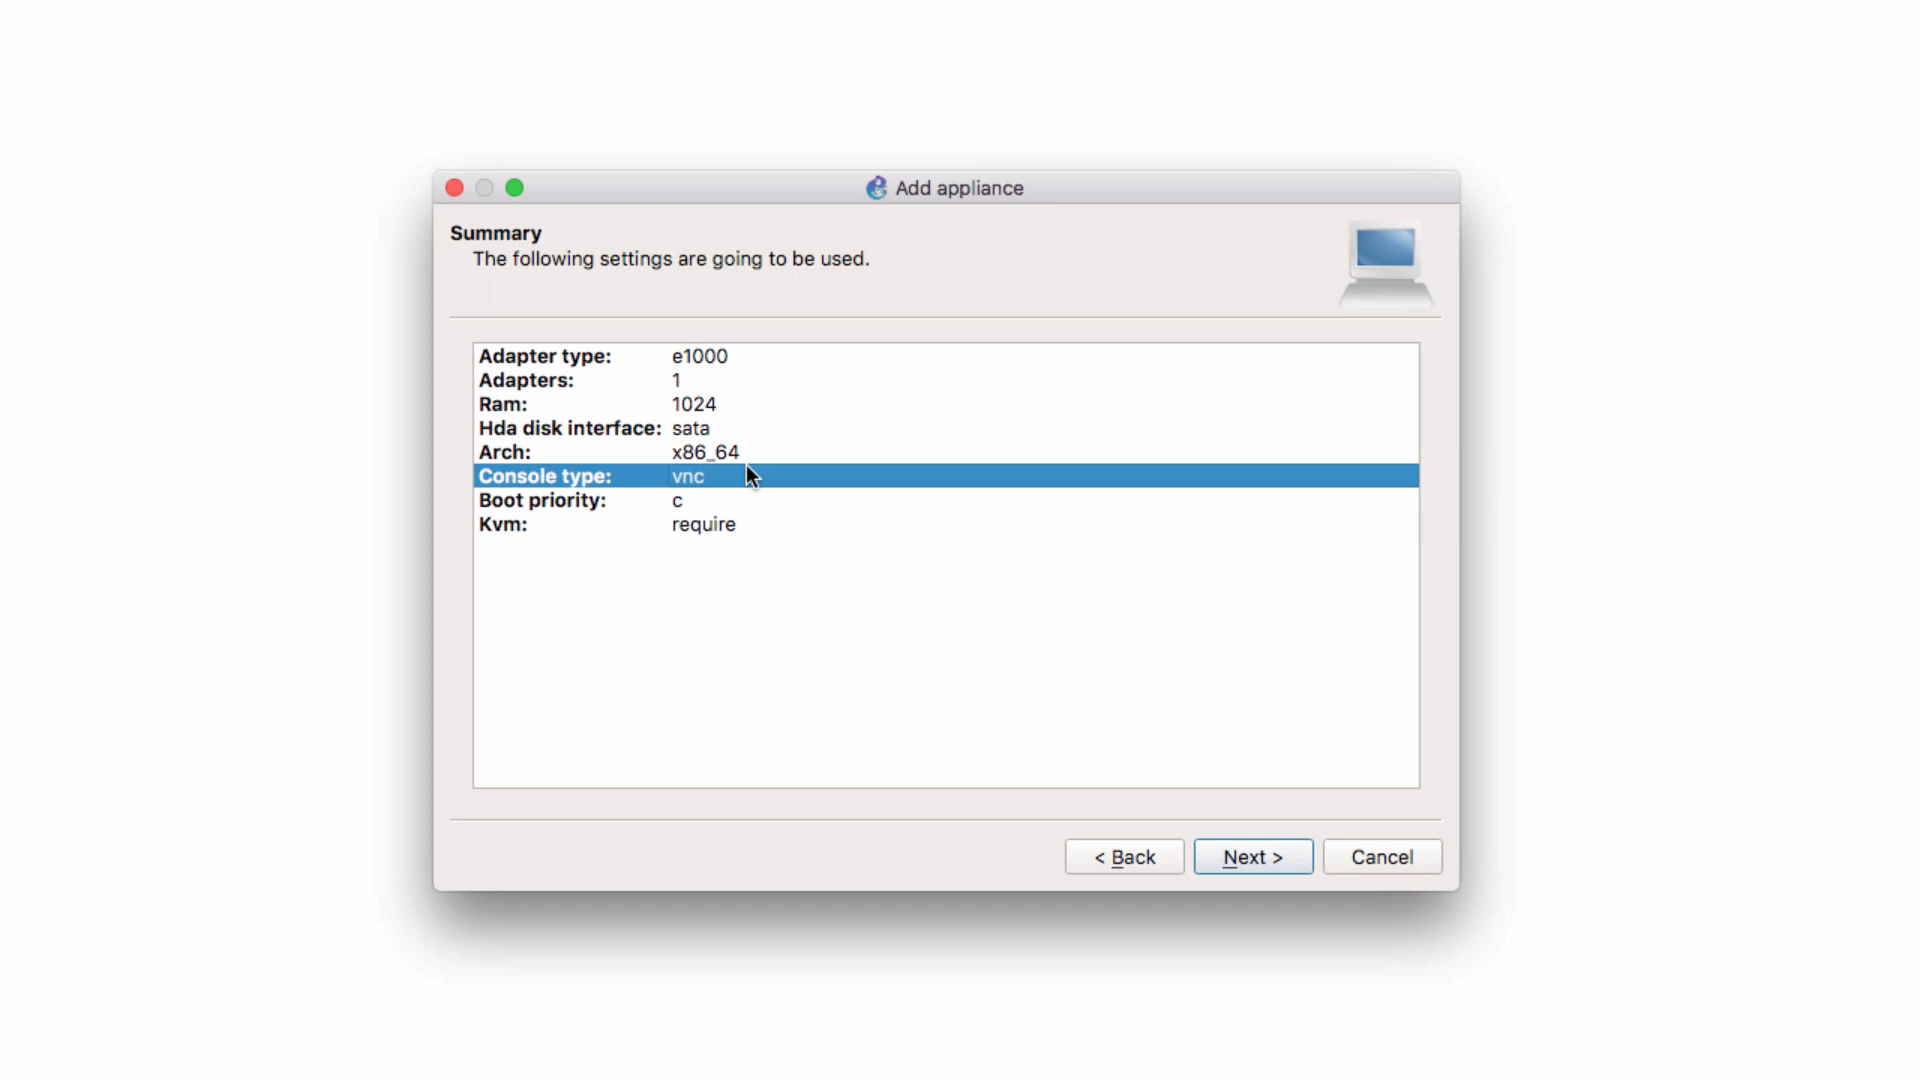 Add appliance
Summary
The following settings are going to be used.
Adapter type: e1000
Adapters: 1
Ram: 1024
Hda disk interface: sata
Arch: x86_64
Console type: vnc
Boot priority: c
Kvm: require
< Back Next > Cancel